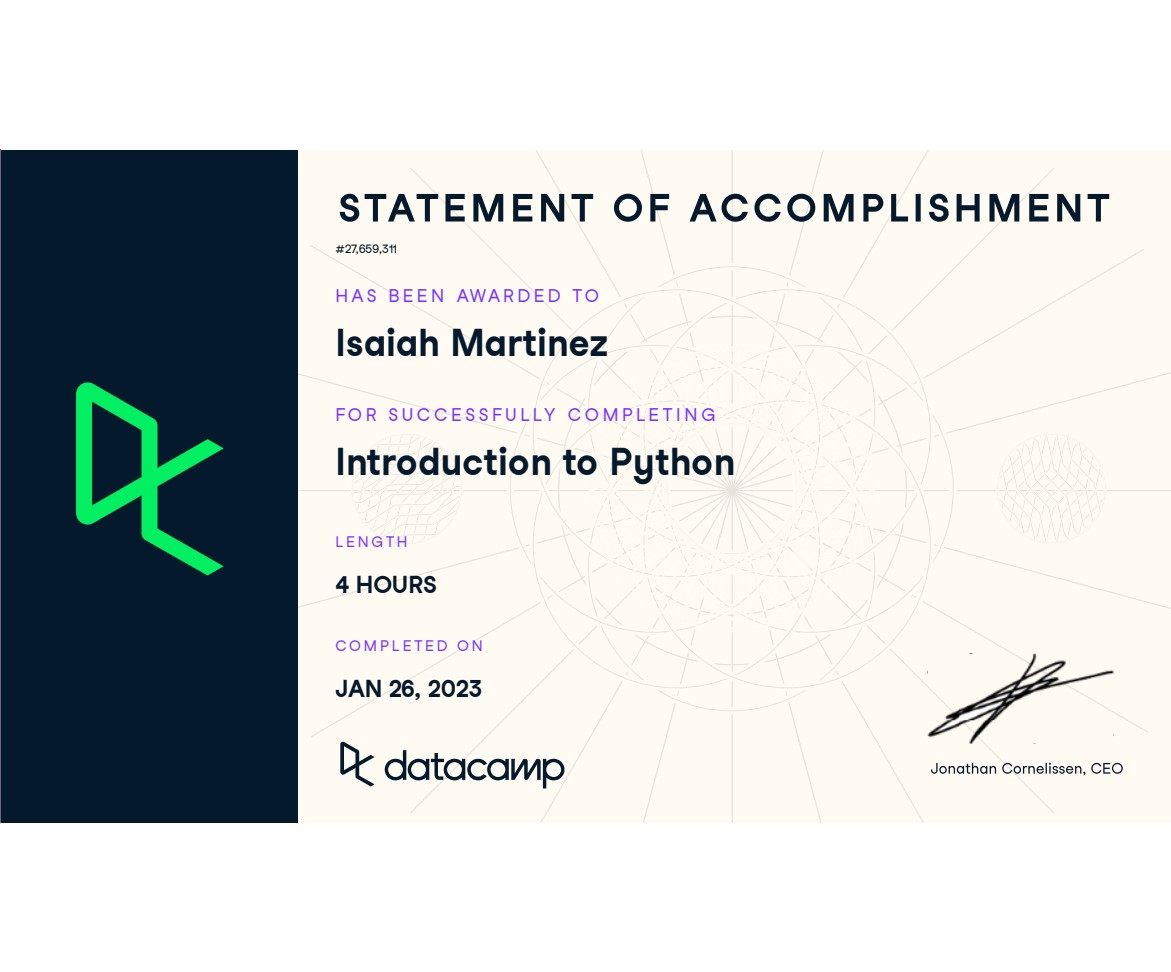 STATEMENT OF ACCOMPLISHMENT
#27,659,311
HAS BEEN AWARDED TO
Isaiah Martinez
FOR SUCCESSFULLY COMPLETING
Introduction to Python
LENGTH
4 HOURS
COMPLETED ON
JAN 26, 2023
datacamp
Jonathan Cornelissen, CEO